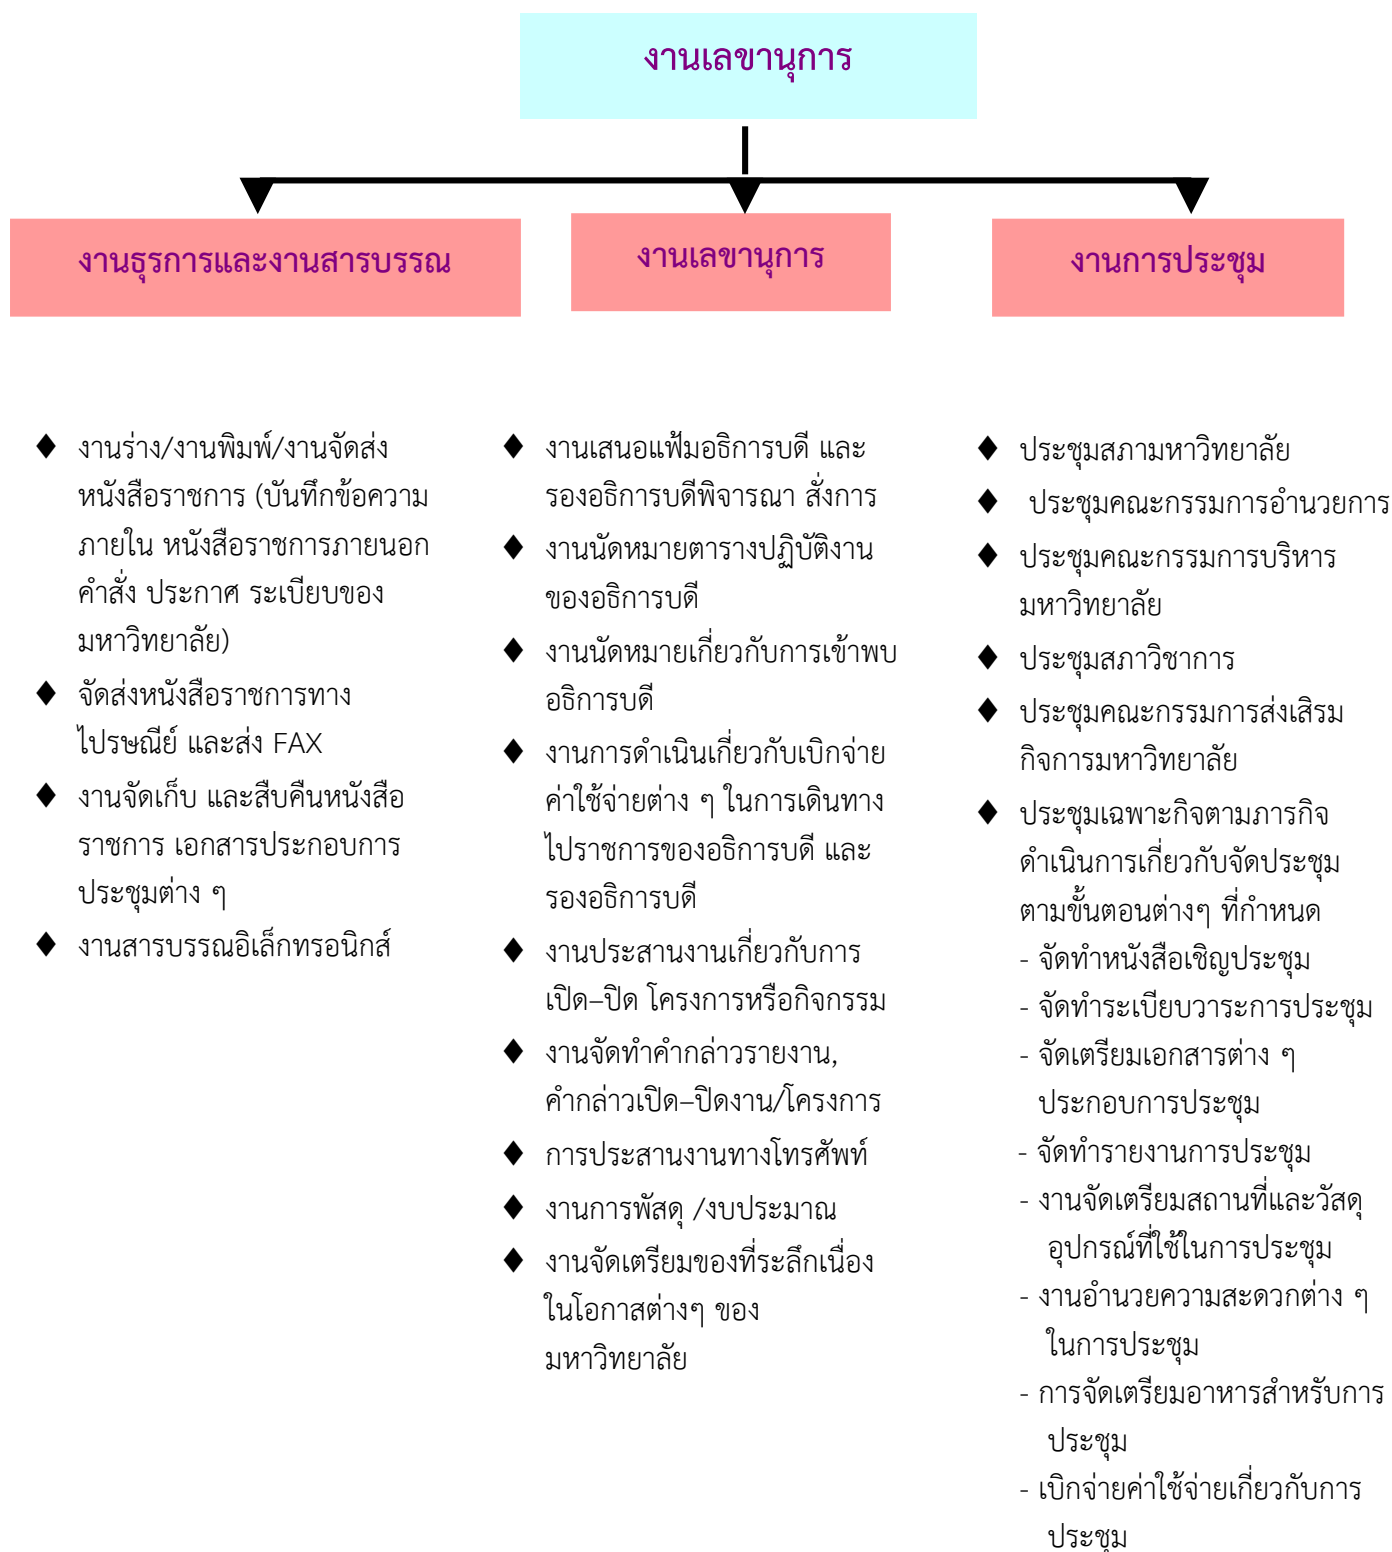 งานเลขานุการ
งานธุรการและงานสารบรรณ
งานเลขานุการ
งานการประชุม
♦ งานร่าง/งานพิมพ์/งานจัดส่ง
หนังสือราชการ (บันทึกข้อความ
ภายใน หนังสือราชการภายนอก
คำสั่ง ประกาศ ระเบียบของ
มหาวิทยาลัย)
♦ จัดส่งหนังสือราชการทาง
ไปรษณีย์ และส่ง FAX
♦ งานจัดเก็บ และสืบคืนหนังสือ
ราชการ เอกสารประกอบการ
ประชุมต่าง ๆ
♦ งานสารบรรณอิเล็กทรอนิกส์
♦ งานเสนอแฟ้มอธิการบดี และ
รองอธิการบดีพิจารณา สั่งการ
♦ งานนัดหมายตารางปฏิบัติงาน
ของอธิการบดี
♦ งานนัดหมายเกี่ยวกับการเข้าพบ
อธิการบดี
♦ งานการดำเนินเกี่ยวกับเบิกจ่าย
ค่าใช้จ่ายต่าง ๆ ในการเดินทาง
ไปราชการของอธิการบดี และ
รองอธิการบดี
♦ งานประสานงานเกี่ยวกับการ
เปิด–ปิด โครงการหรือกิจกรรม
♦ งานจัดทำคำกล่าวรายงาน,
คำกล่าวเปิด–ปิดงาน/โครงการ
♦ การประสานงานทางโทรศัพท์
♦ งานการพัสดุ /งบประมาณ
♦ งานจัดเตรียมของที่ระลึกเนื่อง
ในโอกาสต่างๆ ของ
มหาวิทยาลัย
♦ ประชุมสภามหาวิทยาลัย
♦ ประชุมคณะกรรมการอำนวยการ
♦ ประชุมคณะกรรมการบริหาร
มหาวิทยาลัย
♦ ประชุมสภาวิชาการ
♦ ประชุมคณะกรรมการส่งเสิรม
กิจการมหาวิทยาลัย
♦ ประชุมเฉพาะกิจตามภารกิจ
ดำเนินการเกี่ยวกับจัดประชุม
ตามขั้นตอนต่างๆ ที่กำหนด
- จัดทำหนังสือเชิญประชุม
- จัดทำระเบียบวาระการประชุม
- จัดเตรียมเอกสารต่าง ๆ
ประกอบการประชุม
- จัดทำรายงานการประชุม
- งานจัดเตรียมสถานที่และวัสดุ
อุปกรณ์ที่ใช้ในการประชุม
- งานอำนวยความสะดวกต่าง ๆ
ในการประชุม
- การจัดเตรียมอาหารสำหรับการ
ประชุม
- เบิกจ่ายค่าใช้จ่ายเกี่ยวกับการ
ประชุม